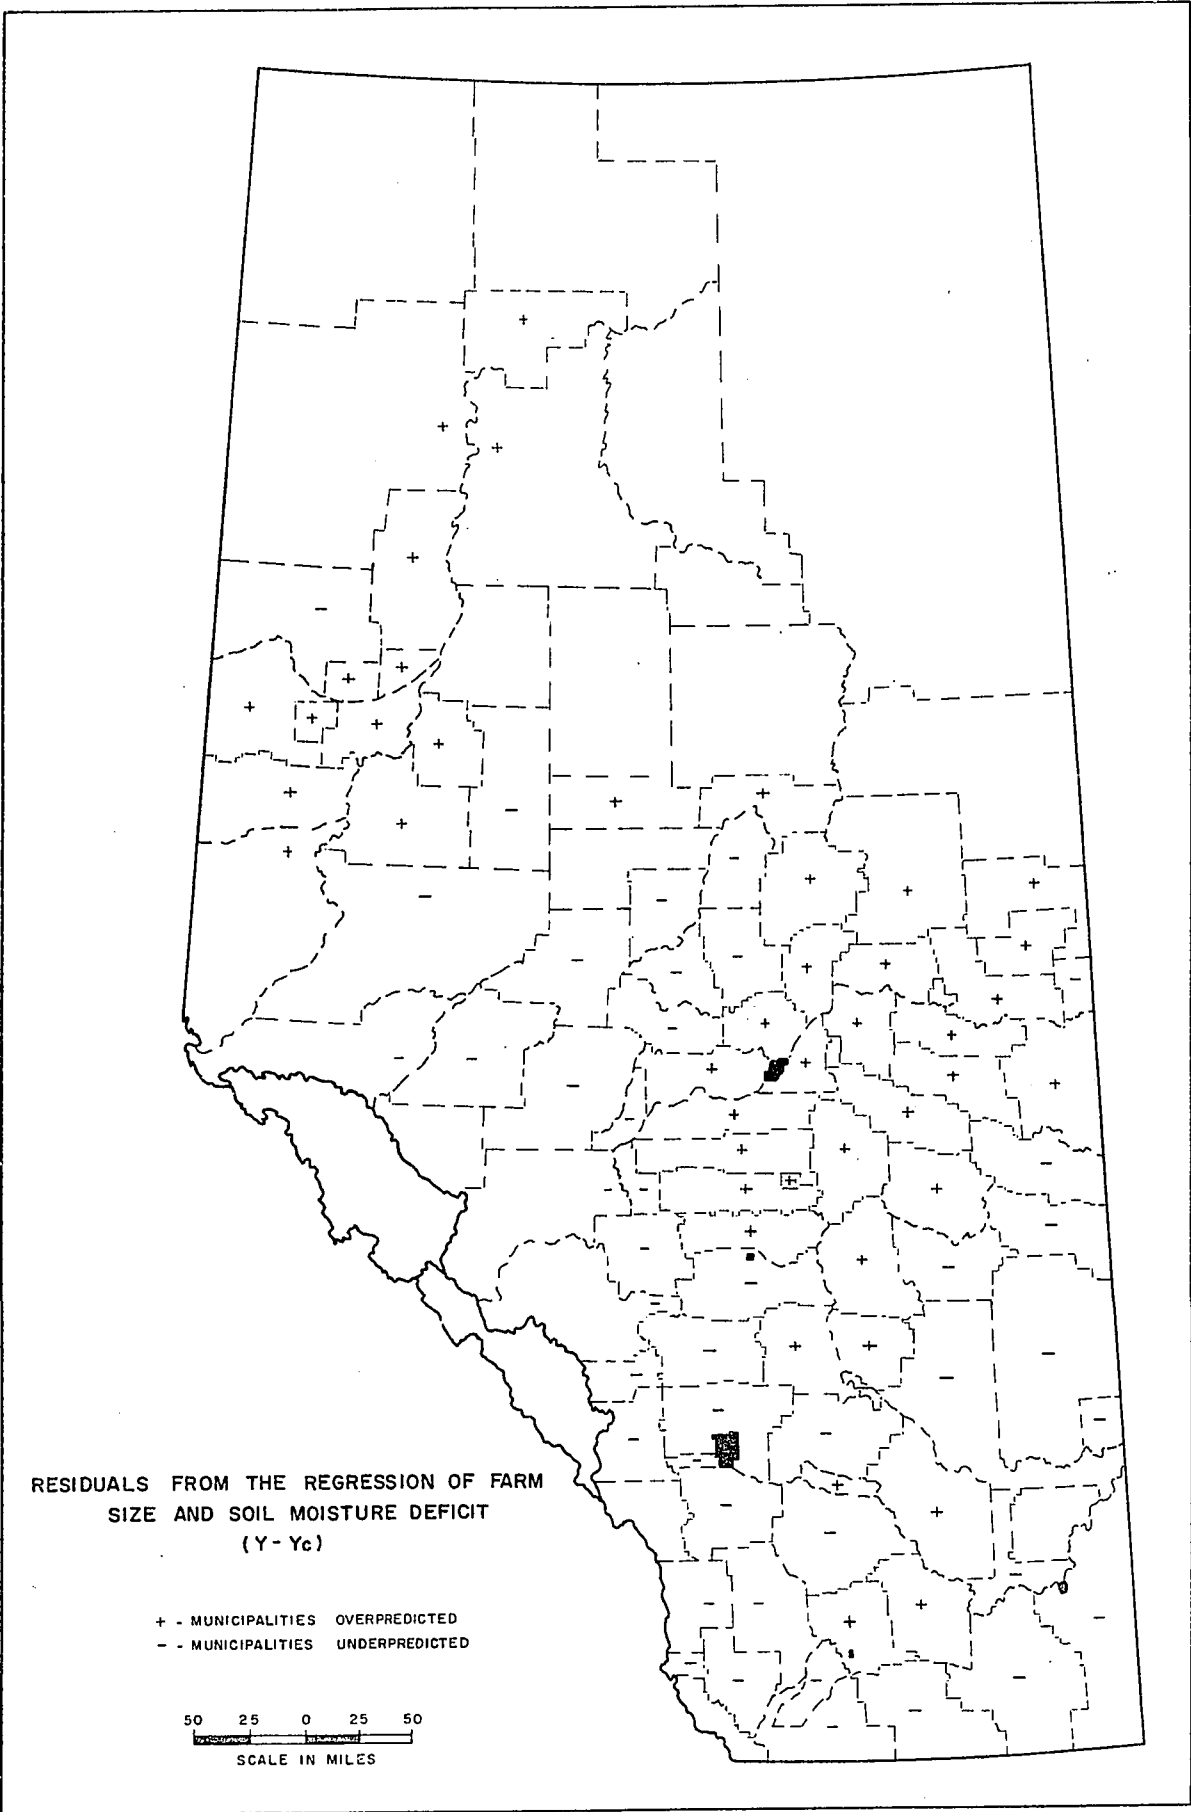 RESIDUALS FROM THE REGRESSION OF FARM
SIZE AND SOIL MOISTURE DEFICIT
(Y-Yc)
+ - MUNICIPALITIES OVERPREDICTED
− - MUNICIPALITIES UNDERPREDICTED
50 25 0 25 50
SCALE IN MILES